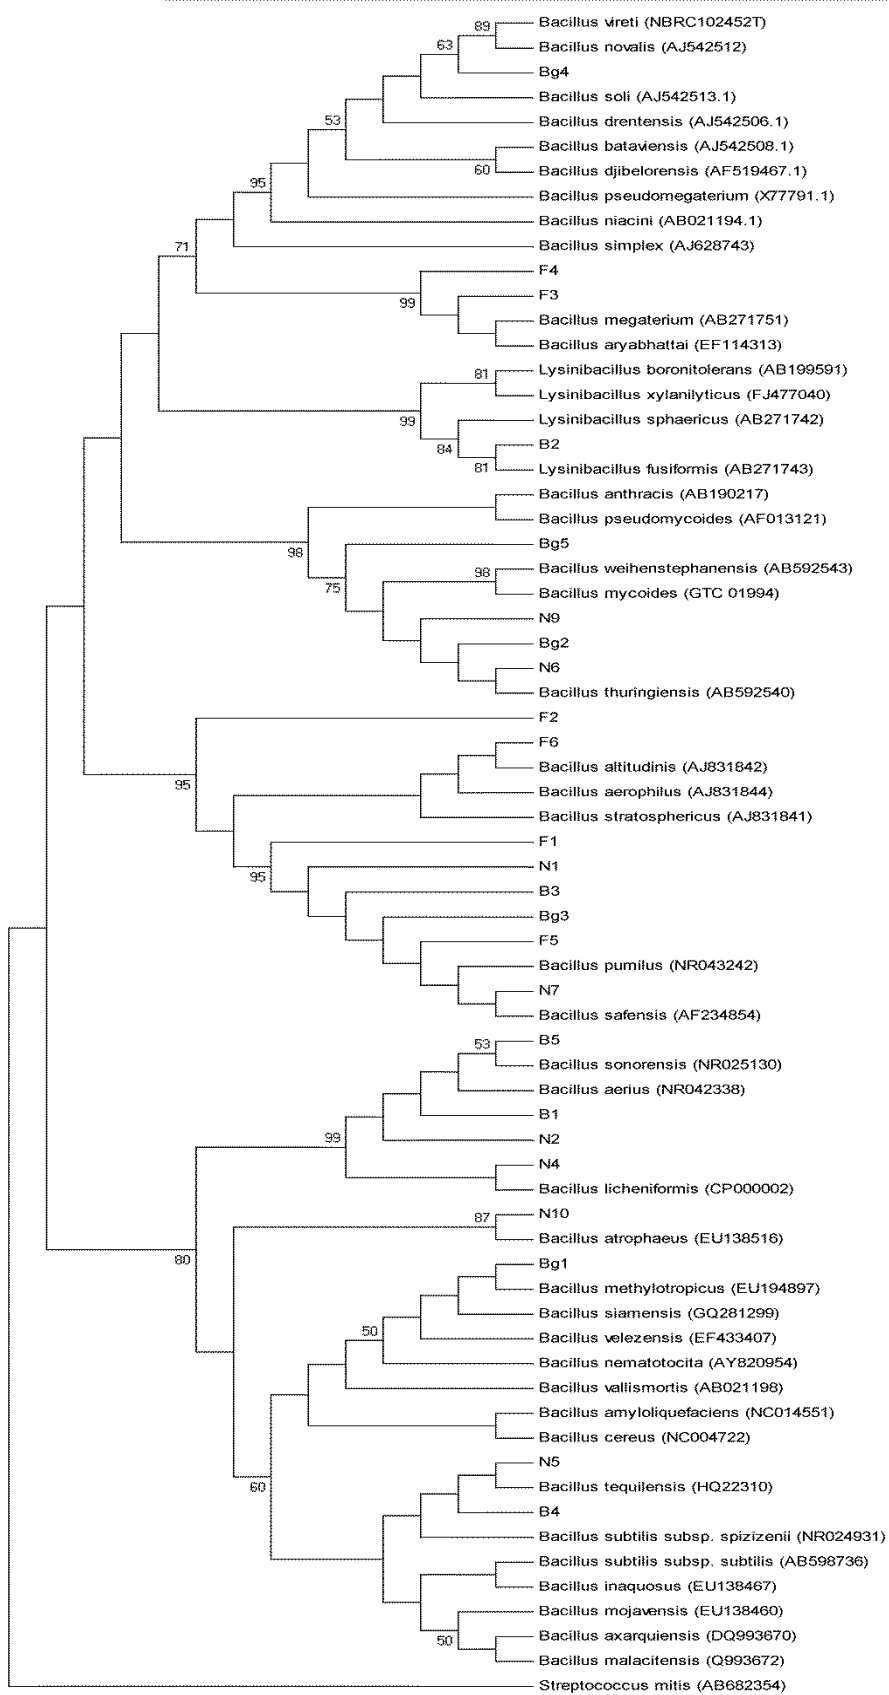 89
Bacillus vireti (NBRC102452T)
63
Bacillus novalis (AJ542512)
Bg4
Bacillus soli (AJ542513.1)
53
Bacillus drentensis (AJ542506.1)
Bacillus bataviensis (AJ542508.1)
60
Bacillus djibelorensis (AF519467.1)
95
Bacillus pseudomegaterium (X77791.1)
Bacillus niacini (AB021194.1)
71
Bacillus simplex (AJ628743)
F4
99
F3
Bacillus megaterium (AB271751)
Bacillus aryabhattai (EF114313)
81
Lysinibacillus boronitolerans (AB199591)
Lysinibacillus xylanilyticus (FJ477040)
99
Lysinibacillus sphaericus (AB271742)
84
B2
81
Lysinibacillus fusiformis (AB271743)
Bacillus anthracis (AB190217)
Bacillus pseudomycoides (AF013121)
98
Bg5
98
Bacillus weihenstephanensis (AB592543)
75
Bacillus mycoides (GTC 01994)
N9
Bg2
N6
Bacillus thuringiensis (AB592540)
F2
F6
95
Bacillus altitudinis (AJ831842)
Bacillus aerophilus (AJ831844)
Bacillus stratosphericus (AJ831841)
F1
95
N1
B3
Bg3
F5
Bacillus pumilus (NR043242)
N7
Bacillus safensis (AF234854)
53
B5
Bacillus sonorensis (NR025130)
Bacillus aerius (NR042338)
B1
99
N2
N4
Bacillus licheniformis (CP000002)
87
N10
80
Bacillus atrophaeus (EU138516)
Bg1
Bacillus methylotropicus (EU194897)
Bacillus siamensis (GQ281299)
50
Bacillus velezensis (EF433407)
Bacillus nematotocita (AY820954)
Bacillus vallismortis (AB021198)
Bacillus amyloliquefaciens (NC014551)
Bacillus cereus (NC004722)
N5
60
Bacillus tequilensis (HQ22310)
B4
Bacillus subtilis subsp. spizizenii (NR024931)
Bacillus subtilis subsp. subtilis (AB598736)
Bacillus inaquosus (EU138467)
Bacillus mojavensis (EU138460)
50
Bacillus axarquiensis (DQ993670)
Bacillus malacitensis (Q993672)
Streptococcus mitis (AB682354)